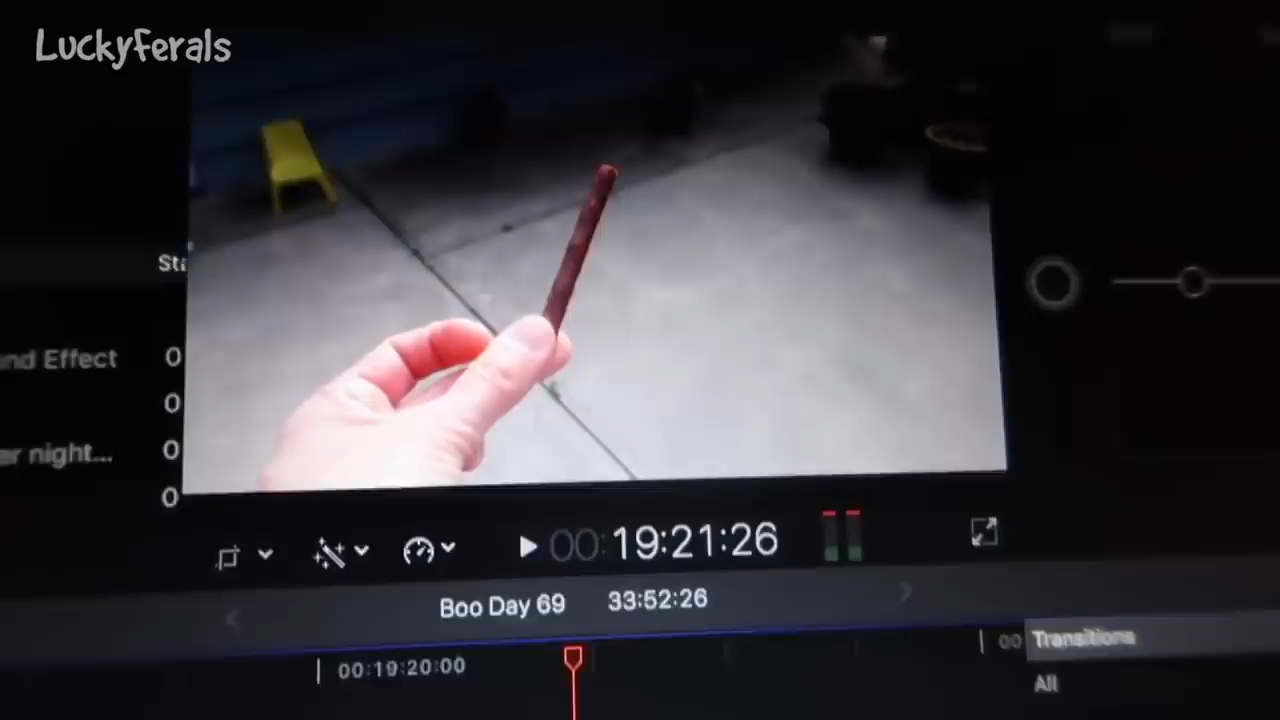 LuckyFerals
Sta
nd Effect 0
0
er night... 0
0
00:19:21:26
Boo Day 69 33:52:26
00:19:20:00
00
Transitions
All